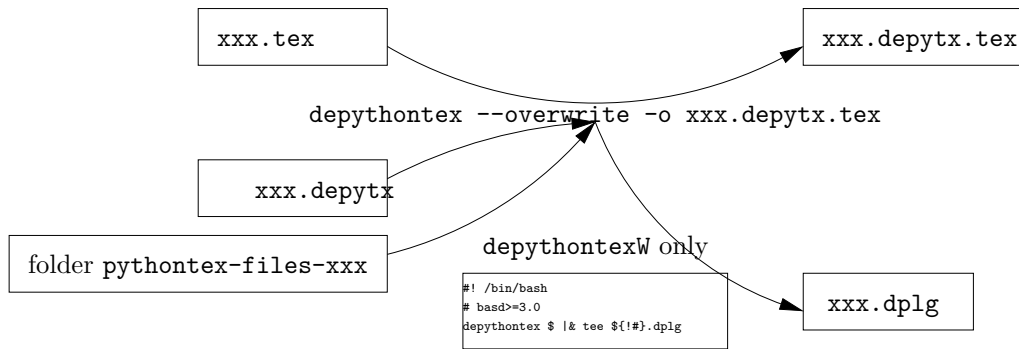 xxx.tex
xxx.depytx.tex
depythontex --overwrite -o xxx.depytx.tex
xxx.depytx
folder pythontex-files-xxx
depythontexW only
#! /bin/bash
# basd>=3.0
depythontex $ |& tee ${!#}.dplg
xxx.dplg